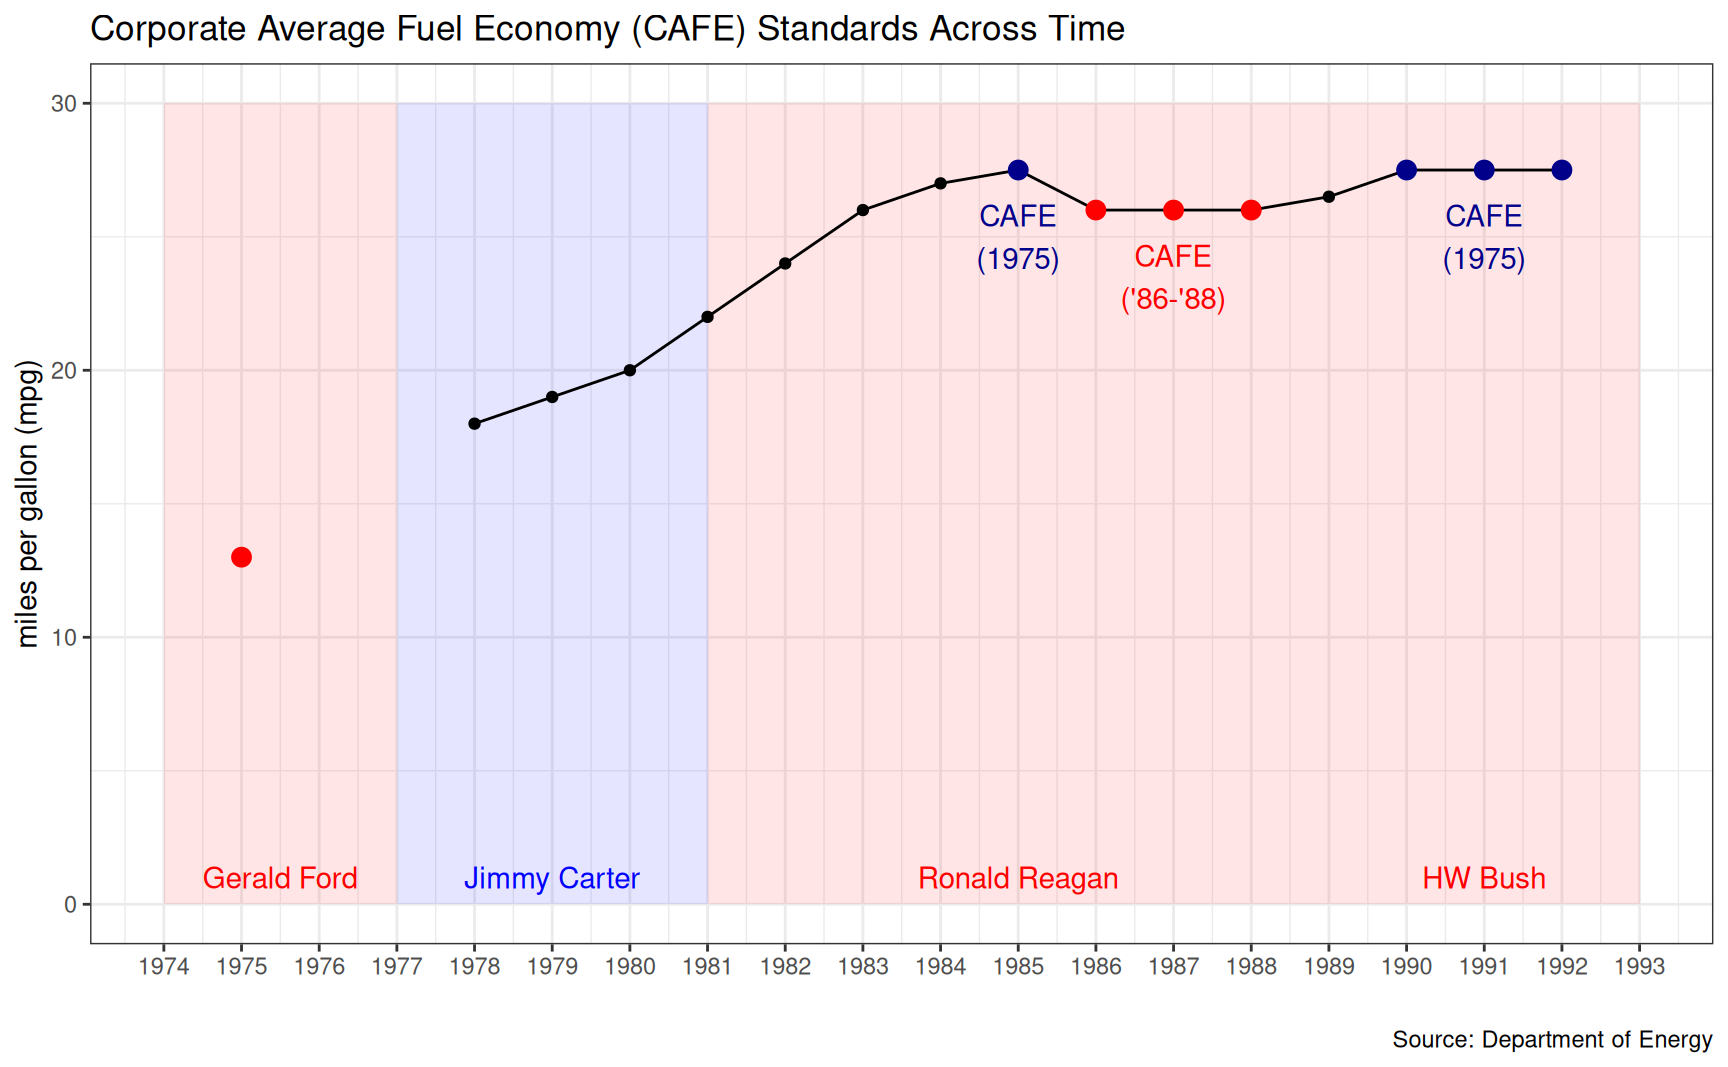 Corporate Average Fuel Economy (CAFE) Standards Across Time
miles per gallon (mpg)
30
20
10
0
CAFE
(1975)
CAFE
('86-'88)
CAFE
(1975)
Gerald Ford
Jimmy Carter
Ronald Reagan
HW Bush
1974 1975 1976 1977 1978 1979 1980 1981 1982 1983 1984 1985 1986 1987 1988 1989 1990 1991 1992 1993
Source: Department of Energy